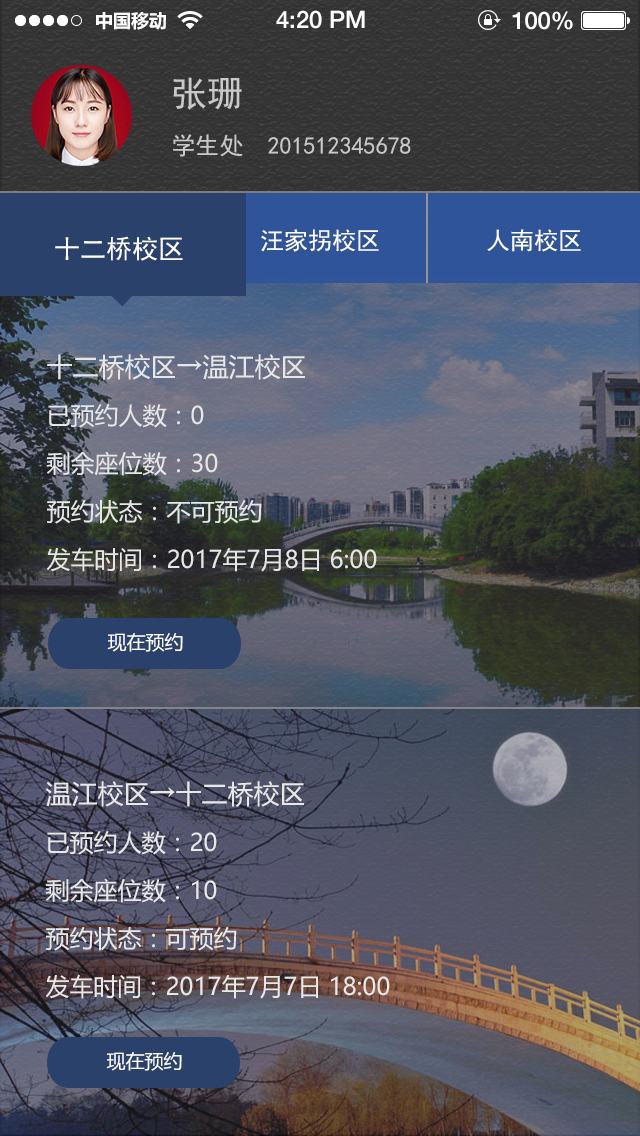 中国移动 4:20 PM 100%
张珊
学生处 201512345678
十二桥校区 汪家拐校区 人南校区
十二桥校区→温江校区
已预约人数：0
剩余座位数：30
预约状态：不可预约
发车时间：2017年7月8日 6:00
现在预约
温江校区→十二桥校区
已预约人数：20
剩余座位数：10
预约状态：可预约
发车时间：2017年7月7日 18:00
现在预约